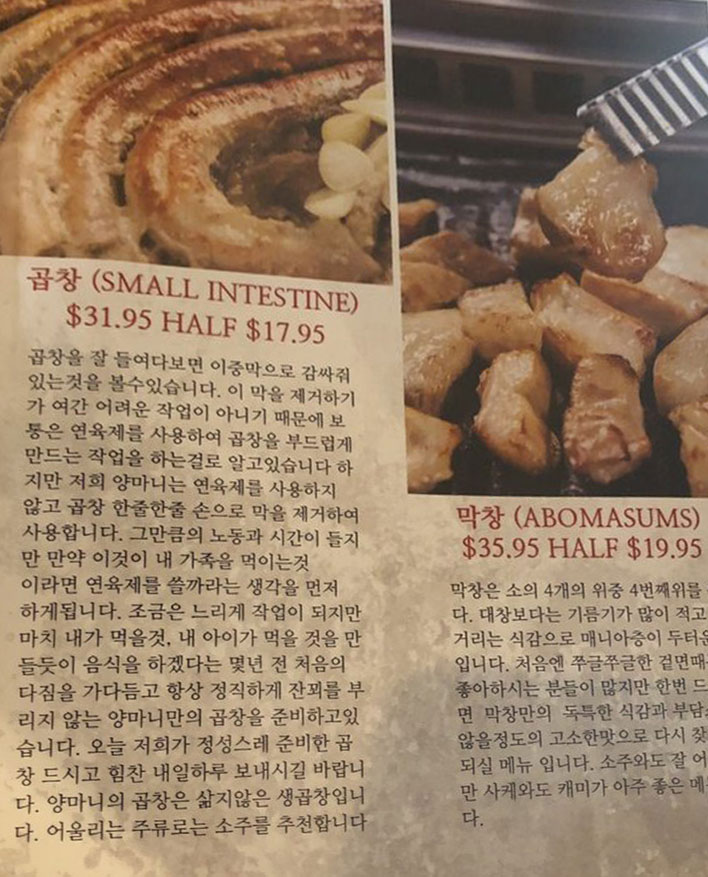 곱창 (SMALL INTESTINE)
$31.95 HALF $17.95
곱창을 잘 들여다보면 이중막으로 감싸줘
있는것을 볼수있습니다. 이 막을 제거하기
가 여간 어려운 작업이 아니기 때문에 보
통은 연육제를 사용하여 곱창을 부드럽게
만드는 작업을 하는걸로 알고있습니다 하
지만 저희 양마니는 연육제를 사용하지
않고 곱창 한줄한줄 손으로 막을 제거하여
사용합니다. 그만큼의 노동과 시간이 들지
만 만약 이것이 내 가족을 먹이는것
이라면 연육제를 쓸까라는 생각을 먼저
하게됩니다. 조금은 느리게 작업이 되지만
마치 내가 먹을것, 내 아이가 먹을 것을 만
들듯이 음식을 하겠다는 몇년 전 처음의
다짐을 가다듬고 항상 정직하게 잔꾀를 부
리지 않는 양마니만의 곱창을 준비하고있
습니다. 오늘 저희가 정성스레 준비한 곱
창 드시고 힘찬 내일하루 보내시길 바랍니
다. 양마니의 곱창은 삶지않은 생곱창입니
다. 어울리는 주류로는 소주를 추천합니다
막창 (ABOMASUMS)
$35.95 HALF $19.95
막창은 소의 4개의 위중 4번째위를
다. 대창보다는 기름기가 많이 적고
거리는 식감으로 매니아층이 두터운
입니다. 처음엔 쭈글쭈글한 겉면때
좋아하시는 분들이 많지만 한번 드
면 막창만의 독특한 식감과 부담
않을정도의 고소한맛으로 다시 찾
되실 메뉴 입니다. 소주와도 잘 어
만 사케와도 캐미가 아주 좋은 메
다.